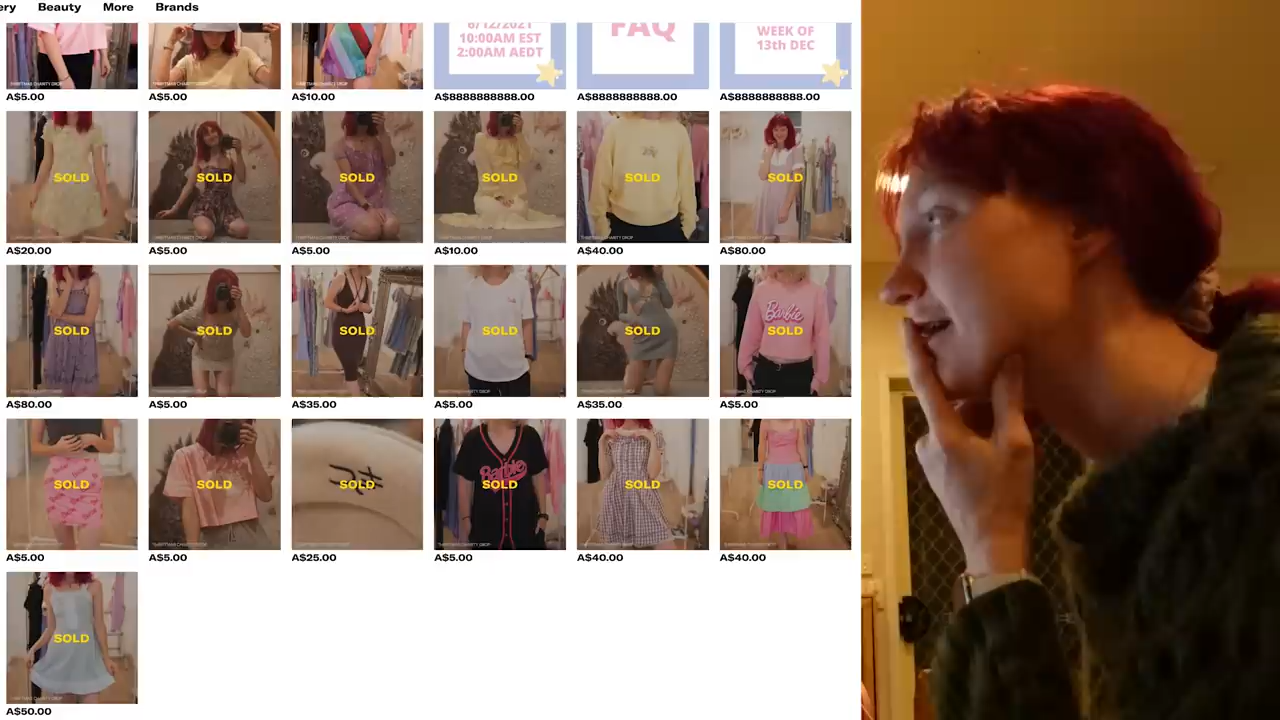 ery Beauty More Brands
6/12/2021
10:00AM EST
2:00AM AEDT
FAQ
WEEK OF
13th DEC
A$5.00 A$5.00 A$10.00 A$8888888888.00 A$8888888888.00 A$8888888888.00
SOLD SOLD SOLD SOLD SOLD SOLD
A$20.00 A$5.00 A$5.00 A$10.00 A$40.00 A$80.00
Barbie
SOLD SOLD SOLD SOLD SOLD SOLD
A$80.00 A$5.00 A$35.00 A$5.00 A$35.00 A$5.00
Barbie
SOLD SOLD SOLD SOLD SOLD SOLD
A$5.00 A$5.00 A$25.00 A$5.00 A$40.00 A$40.00
SOLD
A$50.00